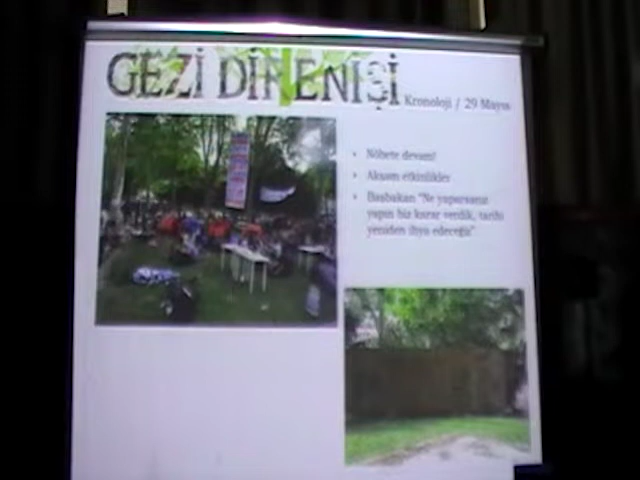 GEZİ DİRENİŞİ
Kronoloji / 29 Mayıs
Nöbete devam!
Akşam etkinlikler
Başbakan "Ne yaparsanız
yapın biz karar verdik, tarihi
yeniden ihya edeceğiz"